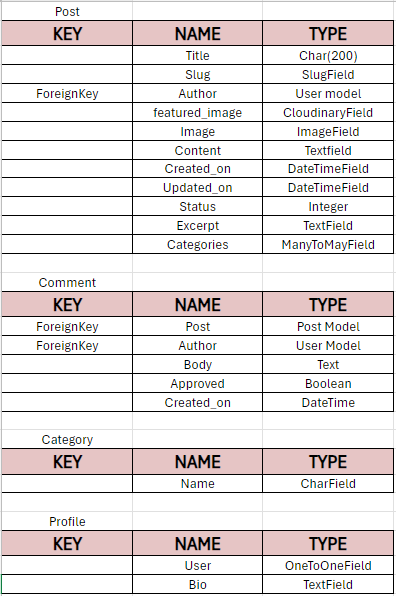 Post
KEY NAME TYPE
Title Char(200)
Slug SlugField
ForeignKey Author User model
featured_image CloudinaryField
Image ImageField
Content Textfield
Created_on DateTimeField
Updated_on DateTimeField
Status Integer
Excerpt TextField
Categories ManyToMayField
Comment
KEY NAME TYPE
ForeignKey Post Post Model
ForeignKey Author User Model
Body Text
Approved Boolean
Created_on DateTime
Category
KEY NAME TYPE
Name CharField
Profile
KEY NAME TYPE
User OneToOneField
Bio TextField